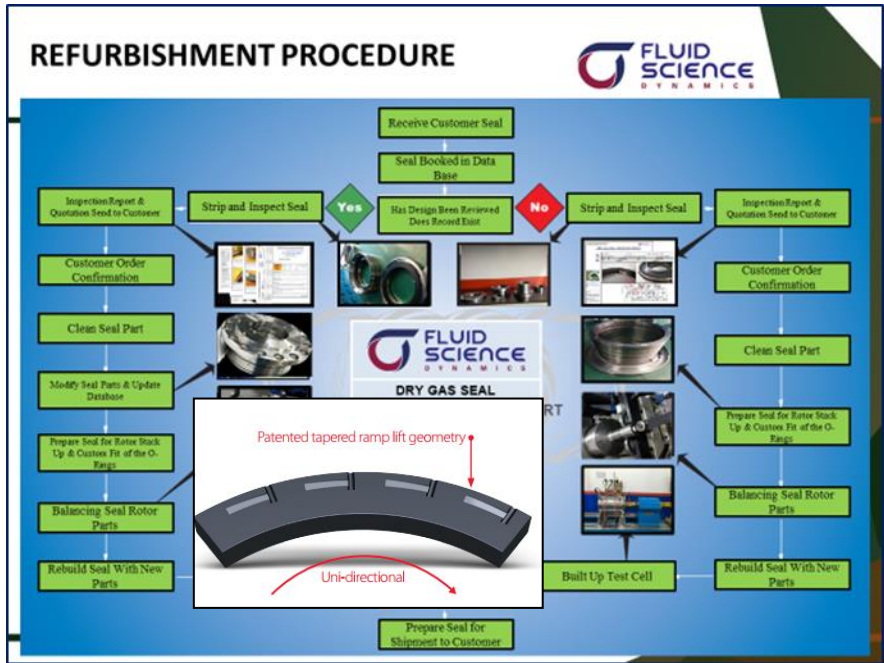 REFURBISHMENT PROCEDURE
FLUID
SCIENCE
DYNAMICS
Receive Customer Seal
Seal Booked in Data
Base
Has Design Been Reviewed
Does Record Exist
Yes
No
Strip and Inspect Seal
Inspection Report &
Quotation Send to Customer
Customer Order
Confirmation
Clean Seal Part
Modify Seal Parts & Update
Database
Prepare Seal for Rotor Stack
Up & Custom Fit of the O-
Rings
Balancing Seal Rotor
Parts
Rebuild Seal With New
Parts
Strip and Inspect Seal
Inspection Report &
Quotation Send to Customer
Customer Order
Confirmation
Clean Seal Part
Prepare Seal for Rotor Stack
Up & Custom Fit of the O-
Rings
Balancing Seal Rotor
Parts
Rebuild Seal With New
Parts
Built Up Test Cell
FLUID
SCIENCE
DYNAMICS
DRY GAS SEAL
Patented tapered ramp lift geometry
Uni-directional
Prepare Seal for
Shipment to Customer